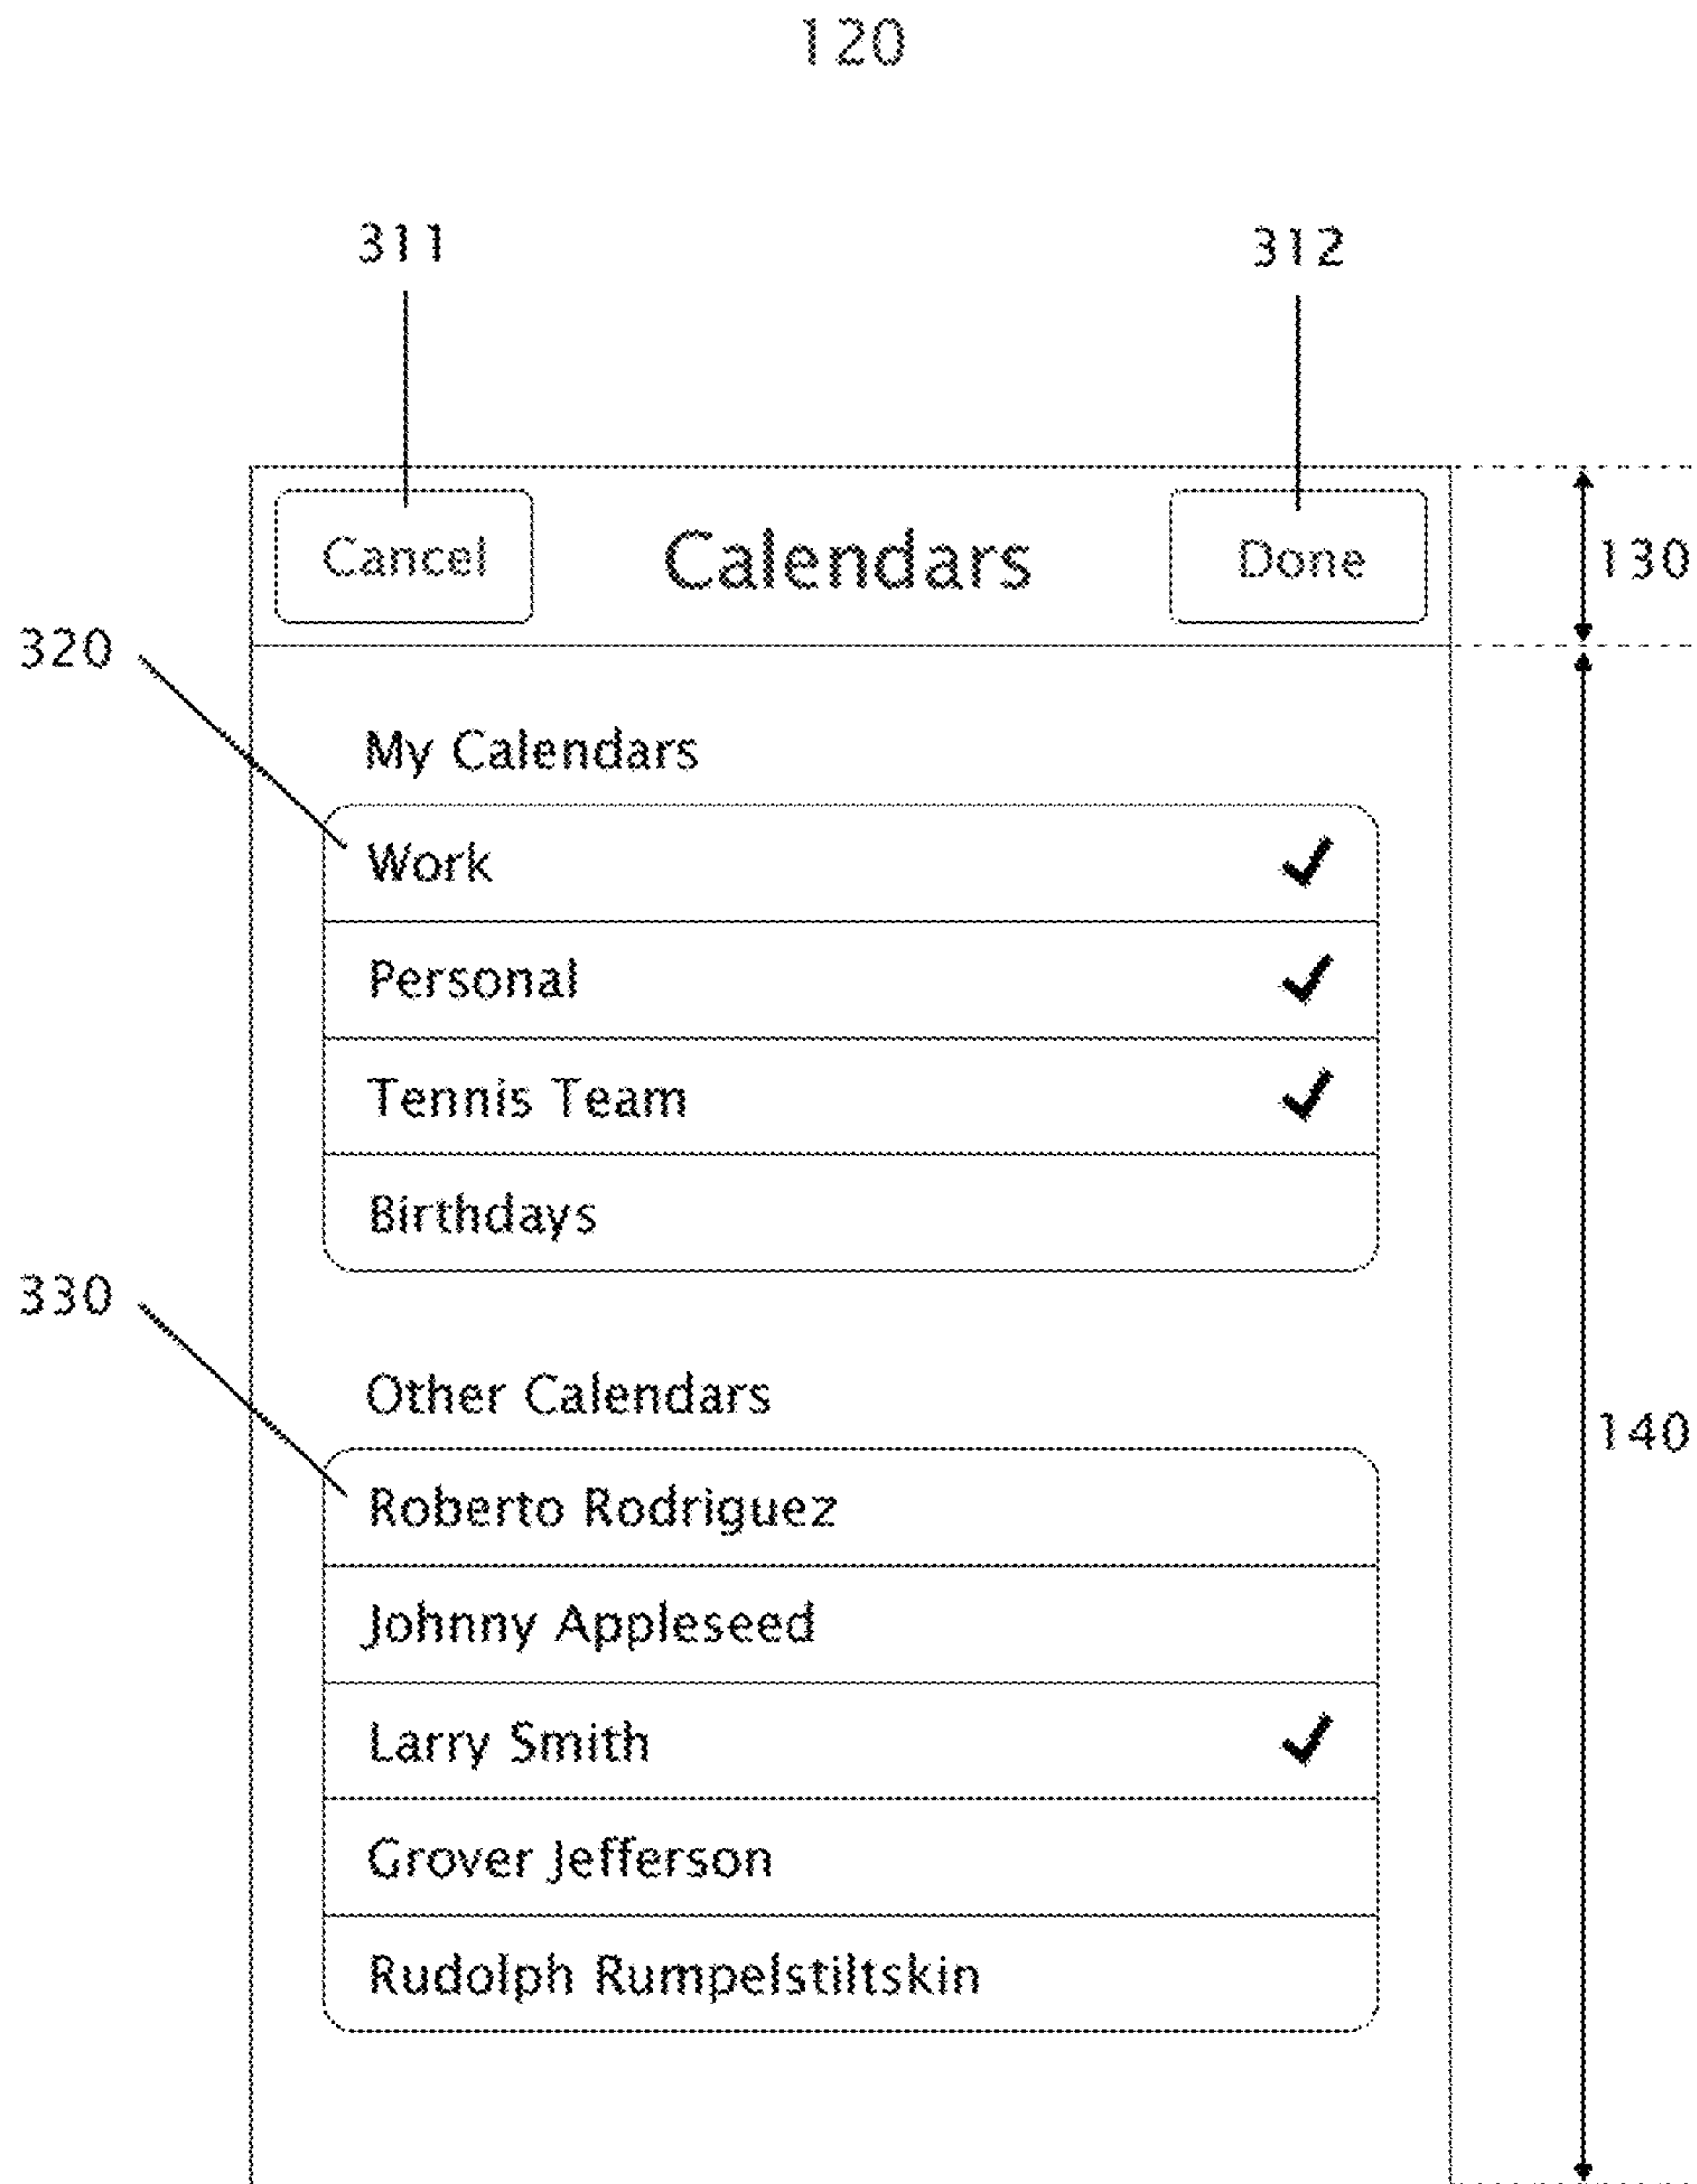 120
311
312
Cancel
Calendars
Done
130
320
My Calendars
Work
Personal
Tennis Team
Birthdays
330
Other Calendars
140
Roberto Rodriguez
Johnny Appleseed
Larry Smith
Grover Jefferson
Rudolph Rumpelstiltskin